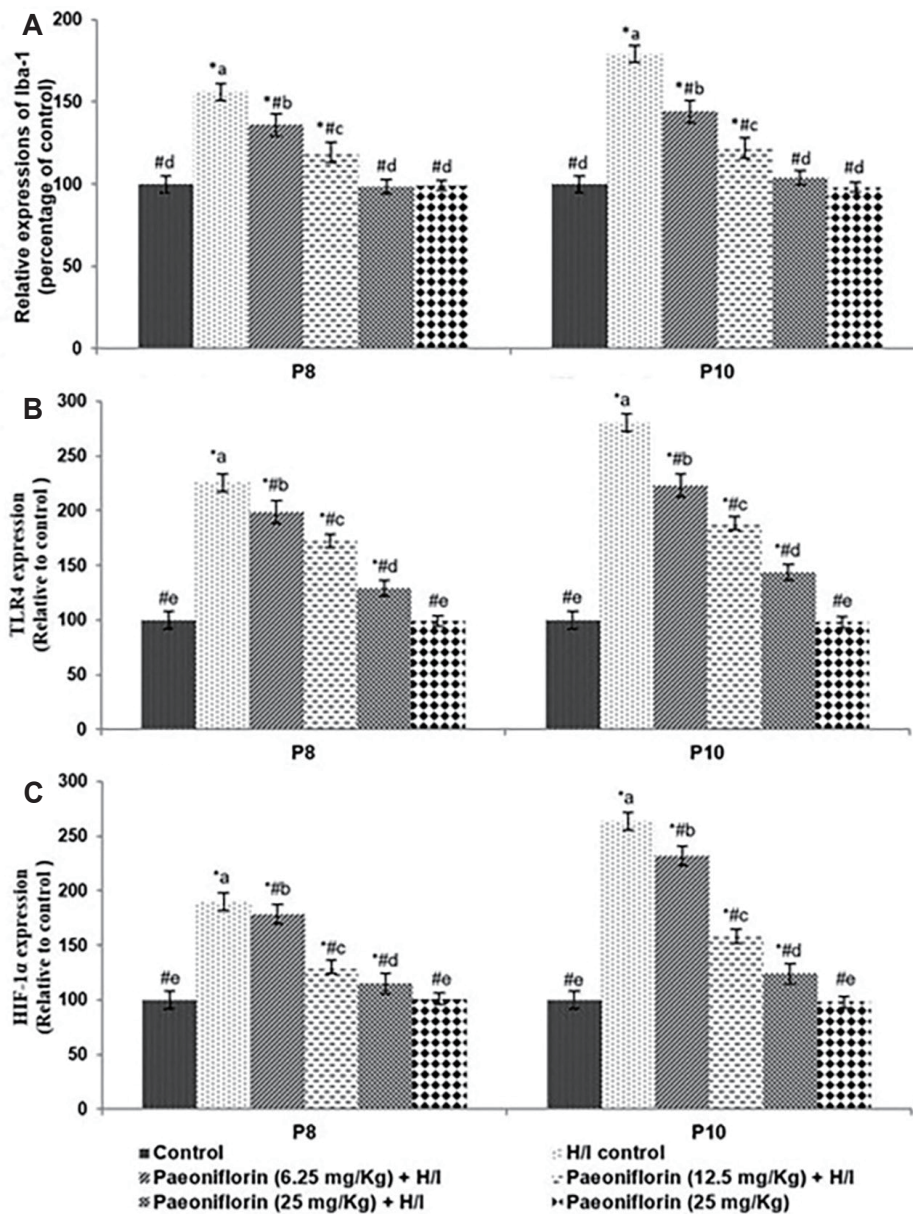 A
200
150
100
50
0
Relative expressions of Iba-1
(percentage of control)
#d
*a
*#b
*#c
#d
#d
#d
*a
*#b
*#c
#d
#d
P8
P10
B
300
250
200
150
100
50
0
TLR4 expression
(Relative to control )
#e
*a
*#b
*#c
*#d
#e
#e
*a
*#b
*#c
*#d
#e
P8
P10
C
300
250
200
150
100
50
0
HIF-1α expression
(Relative to control )
#e
*a
*#b
*#c
*#d
#e
#e
*a
*#b
*#c
*#d
#e
P8
P10
Control
H/I control
Paeoniflorin (6.25 mg/Kg) + H/I
Paeoniflorin (12.5 mg/Kg) + H/I
Paeoniflorin (25 mg/Kg) + H/I
Paeoniflorin (25 mg/Kg)